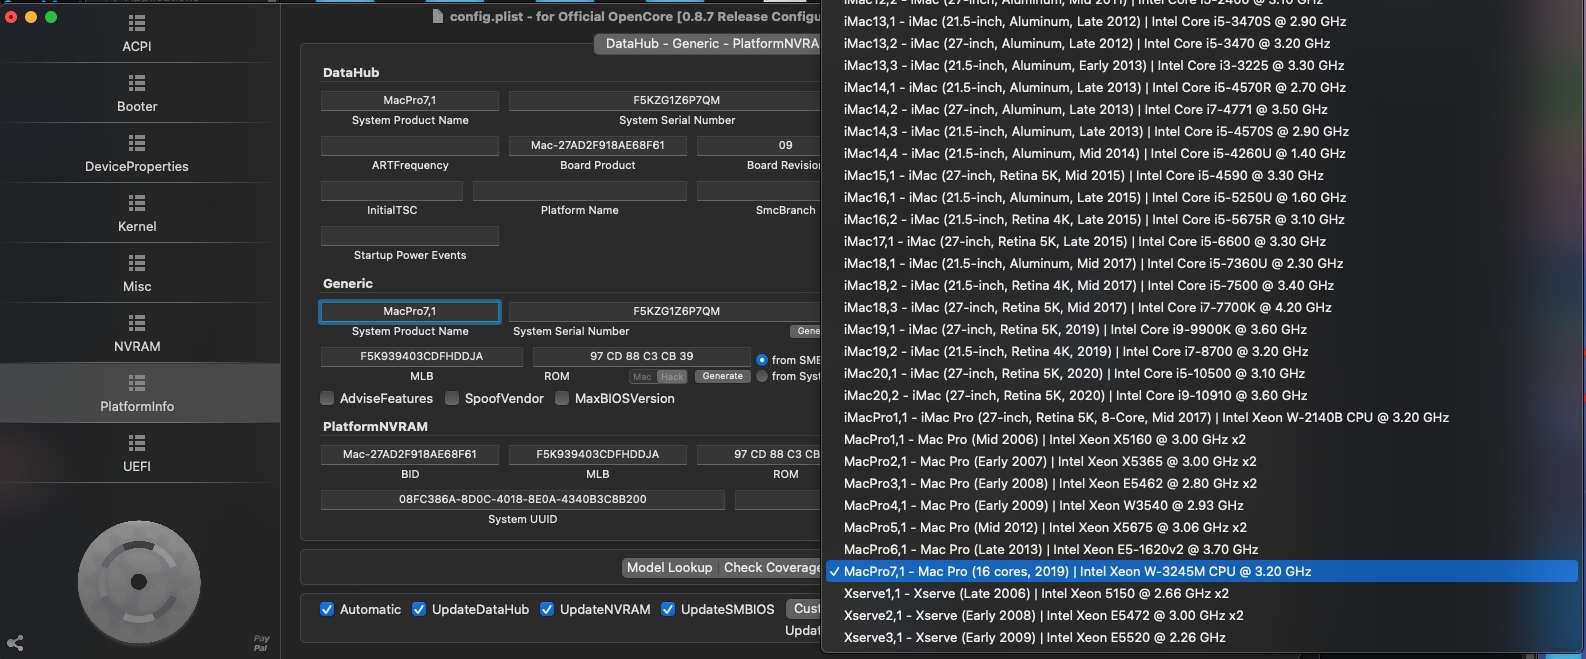 config.plist - for Official OpenCore [0.8.7 Release Configu
ACPI
Booter
DeviceProperties
Kernel
Misc
NVRAM
PlatformInfo
UEFI
Pay
Pal
DataHub - Generic - PlatformNVRA
DataHub
MacPro7,1
F5KZG1Z6P7QM
System Product Name
System Serial Number
Mac-27AD2F918AE68F61
09
ARTFrequency
Board Product
Board Revision
InitialTSC
Platform Name
SmcBranch
Startup Power Events
Generic
MacPro7,1
F5KZG1Z6P7QM
System Product Name
System Serial Number
Gene
F5K939403CDFHDDJA
97 CD 88 C3 CB 39
from SMB
MLB
ROM
Mac
Hack
Generate
from Syst
AdviseFeatures
SpoofVendor
MaxBIOSVersion
PlatformNVRAM
Mac-27AD2F918AE68F61
F5K939403CDFHDDJA
97 CD 88 C3 CB
BID
MLB
ROM
08FC386A-8D0C-4018-8E0A-4340B3C8B200
System UUID
Model Lookup
Check Coverage
Automatic
UpdateDataHub
UpdateNVRAM
UpdateSMBIOS
Cust
Updat
iMac12,2 - iMac (27-inch, Aluminum, Mid 2011) | Intel Core i5-2400 @ 3.10 GHz
iMac13,1 - iMac (21.5-inch, Aluminum, Late 2012) | Intel Core i5-3470S @ 2.90 GHz
iMac13,2 - iMac (27-inch, Aluminum, Late 2012) | Intel Core i5-3470 @ 3.20 GHz
iMac13,3 - iMac (21.5-inch, Aluminum, Early 2013) | Intel Core i3-3225 @ 3.30 GHz
iMac14,1 - iMac (21.5-inch, Aluminum, Late 2013) | Intel Core i5-4570R @ 2.70 GHz
iMac14,2 - iMac (27-inch, Aluminum, Late 2013) | Intel Core i7-4771 @ 3.50 GHz
iMac14,3 - iMac (21.5-inch, Aluminum, Late 2013) | Intel Core i5-4570S @ 2.90 GHz
iMac14,4 - iMac (21.5-inch, Aluminum, Mid 2014) | Intel Core i5-4260U @ 1.40 GHz
iMac15,1 - iMac (27-inch, Retina 5K, Mid 2015) | Intel Core i5-4590 @ 3.30 GHz
iMac16,1 - iMac (21.5-inch, Aluminum, Late 2015) | Intel Core i5-5250U @ 1.60 GHz
iMac16,2 - iMac (21.5-inch, Retina 4K, Late 2015) | Intel Core i5-5675R @ 3.10 GHz
iMac17,1 - iMac (27-inch, Retina 5K, Late 2015) | Intel Core i5-6600 @ 3.30 GHz
iMac18,1 - iMac (21.5-inch, Aluminum, Mid 2017) | Intel Core i5-7360U @ 2.30 GHz
iMac18,2 - iMac (21.5-inch, Retina 4K, Mid 2017) | Intel Core i5-7500 @ 3.40 GHz
iMac18,3 - iMac (27-inch, Retina 5K, Mid 2017) | Intel Core i7-7700K @ 4.20 GHz
iMac19,1 - iMac (27-inch, Retina 5K, 2019) | Intel Core i9-9900K @ 3.60 GHz
iMac19,2 - iMac (21.5-inch, Retina 4K, 2019) | Intel Core i7-8700 @ 3.20 GHz
iMac20,1 - iMac (27-inch, Retina 5K, 2020) | Intel Core i5-10500 @ 3.10 GHz
iMac20,2 - iMac (27-inch, Retina 5K, 2020) | Intel Core i9-10910 @ 3.60 GHz
iMacPro1,1 - iMac Pro (27-inch, Retina 5K, 8-Core, Mid 2017) | Intel Xeon W-2140B CPU @ 3.20 GHz
MacPro1,1 - Mac Pro (Mid 2006) | Intel Xeon X5160 @ 3.00 GHz x2
MacPro2,1 - Mac Pro (Early 2007) | Intel Xeon X5365 @ 3.00 GHz x2
MacPro3,1 - Mac Pro (Early 2008) | Intel Xeon E5462 @ 2.80 GHz x2
MacPro4,1 - Mac Pro (Early 2009) | Intel Xeon W3540 @ 2.93 GHz
MacPro5,1 - Mac Pro (Mid 2012) | Intel Xeon X5675 @ 3.06 GHz x2
MacPro6,1 - Mac Pro (Late 2013) | Intel Xeon E5-1620v2 @ 3.70 GHz
MacPro7,1 - Mac Pro (16 cores, 2019) | Intel Xeon W-3245M CPU @ 3.20 GHz
Xserve1,1 - Xserve (Late 2006) | Intel Xeon 5150 @ 2.66 GHz x2
Xserve2,1 - Xserve (Early 2008) | Intel Xeon E5472 @ 3.00 GHz x2
Xserve3,1 - Xserve (Early 2009) | Intel Xeon E5520 @ 2.26 GHz